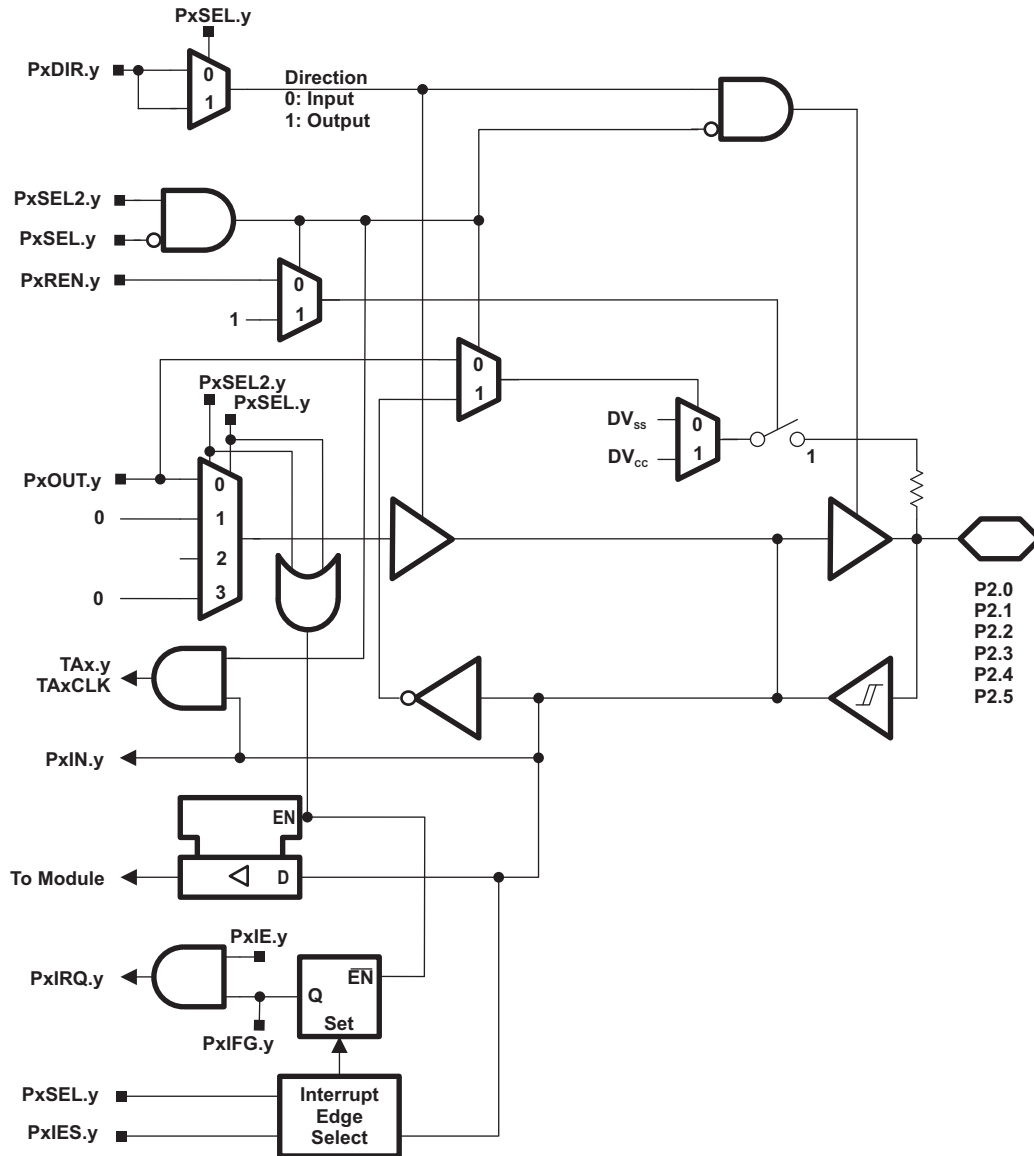 PxSEL.y
PxDIR.y
0
1
Direction
0: Input
1: Output
PxSEL2.y
PxSEL.y
PxREN.y
0
1
1
0
1
PxSEL2.y
PxSEL.y
DVSS
0
DVCC
1
1
PxOUT.y
0
0
1
2
0
3
P2.0
P2.1
P2.2
P2.3
P2.4
P2.5
TAx.y
TAxCLK
PxIN.y
EN
To Module
D
PxIE.y
PxIRQ.y
EN
Q
Set
PxIFG.y
PxSEL.y
PxIES.y
Interrupt
Edge
Select